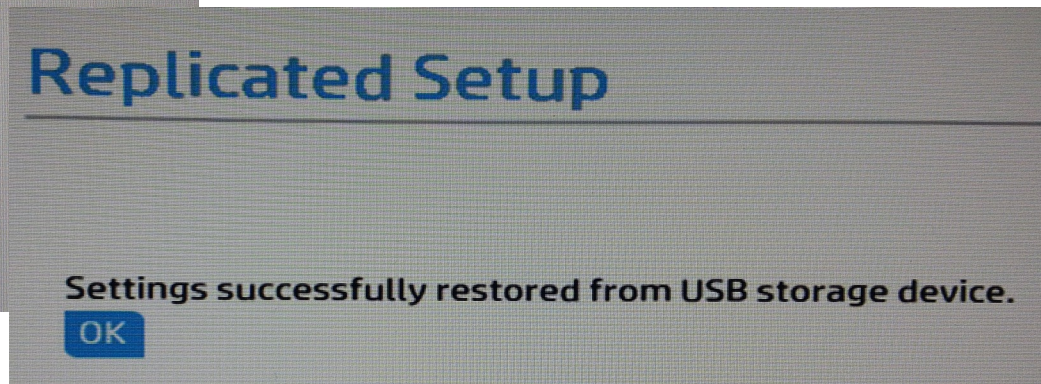 Replicated Setup
Settings successfully restored from USB storage device.
OK